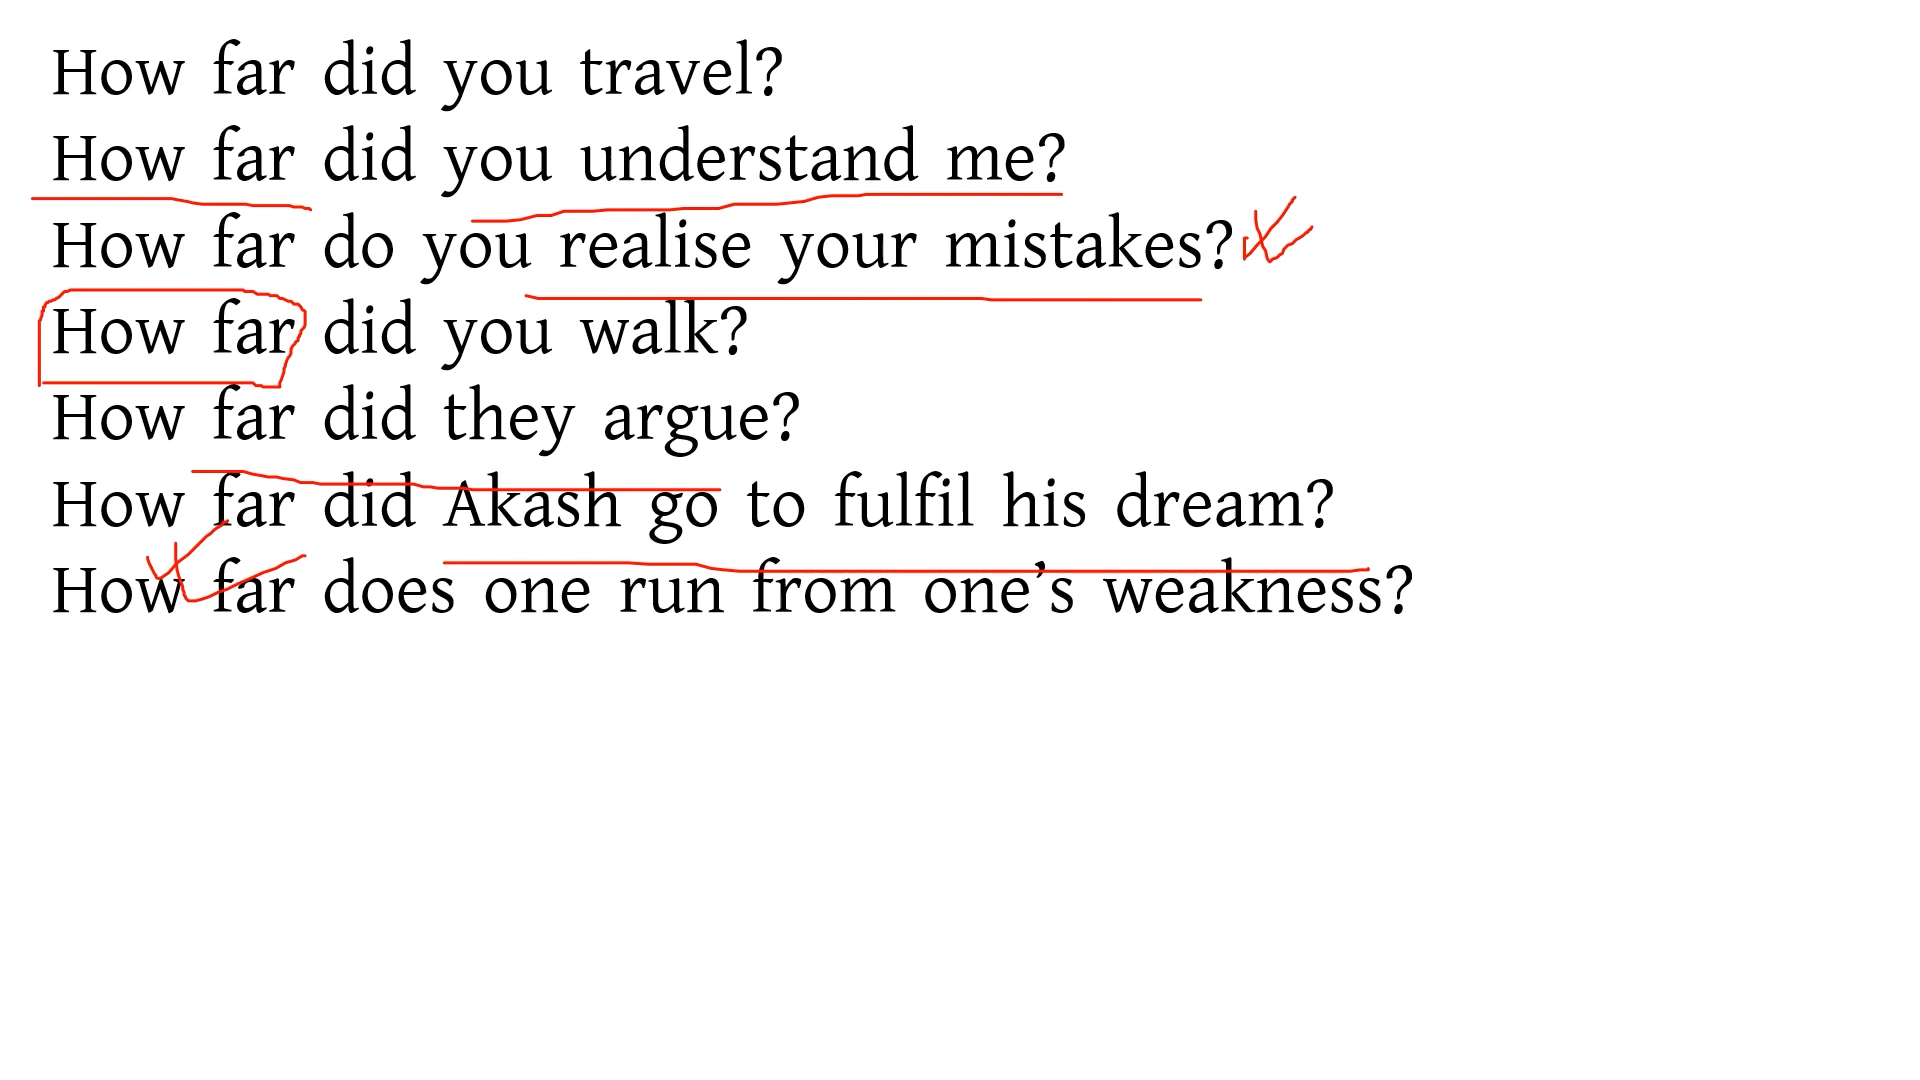 How far did you travel?
How far did you understand me?
How far do you realise your mistakes?
How far did you walk?
How far did they argue?
How far did Akash go to fulfil his dream?
How far does one run from one’s weakness?